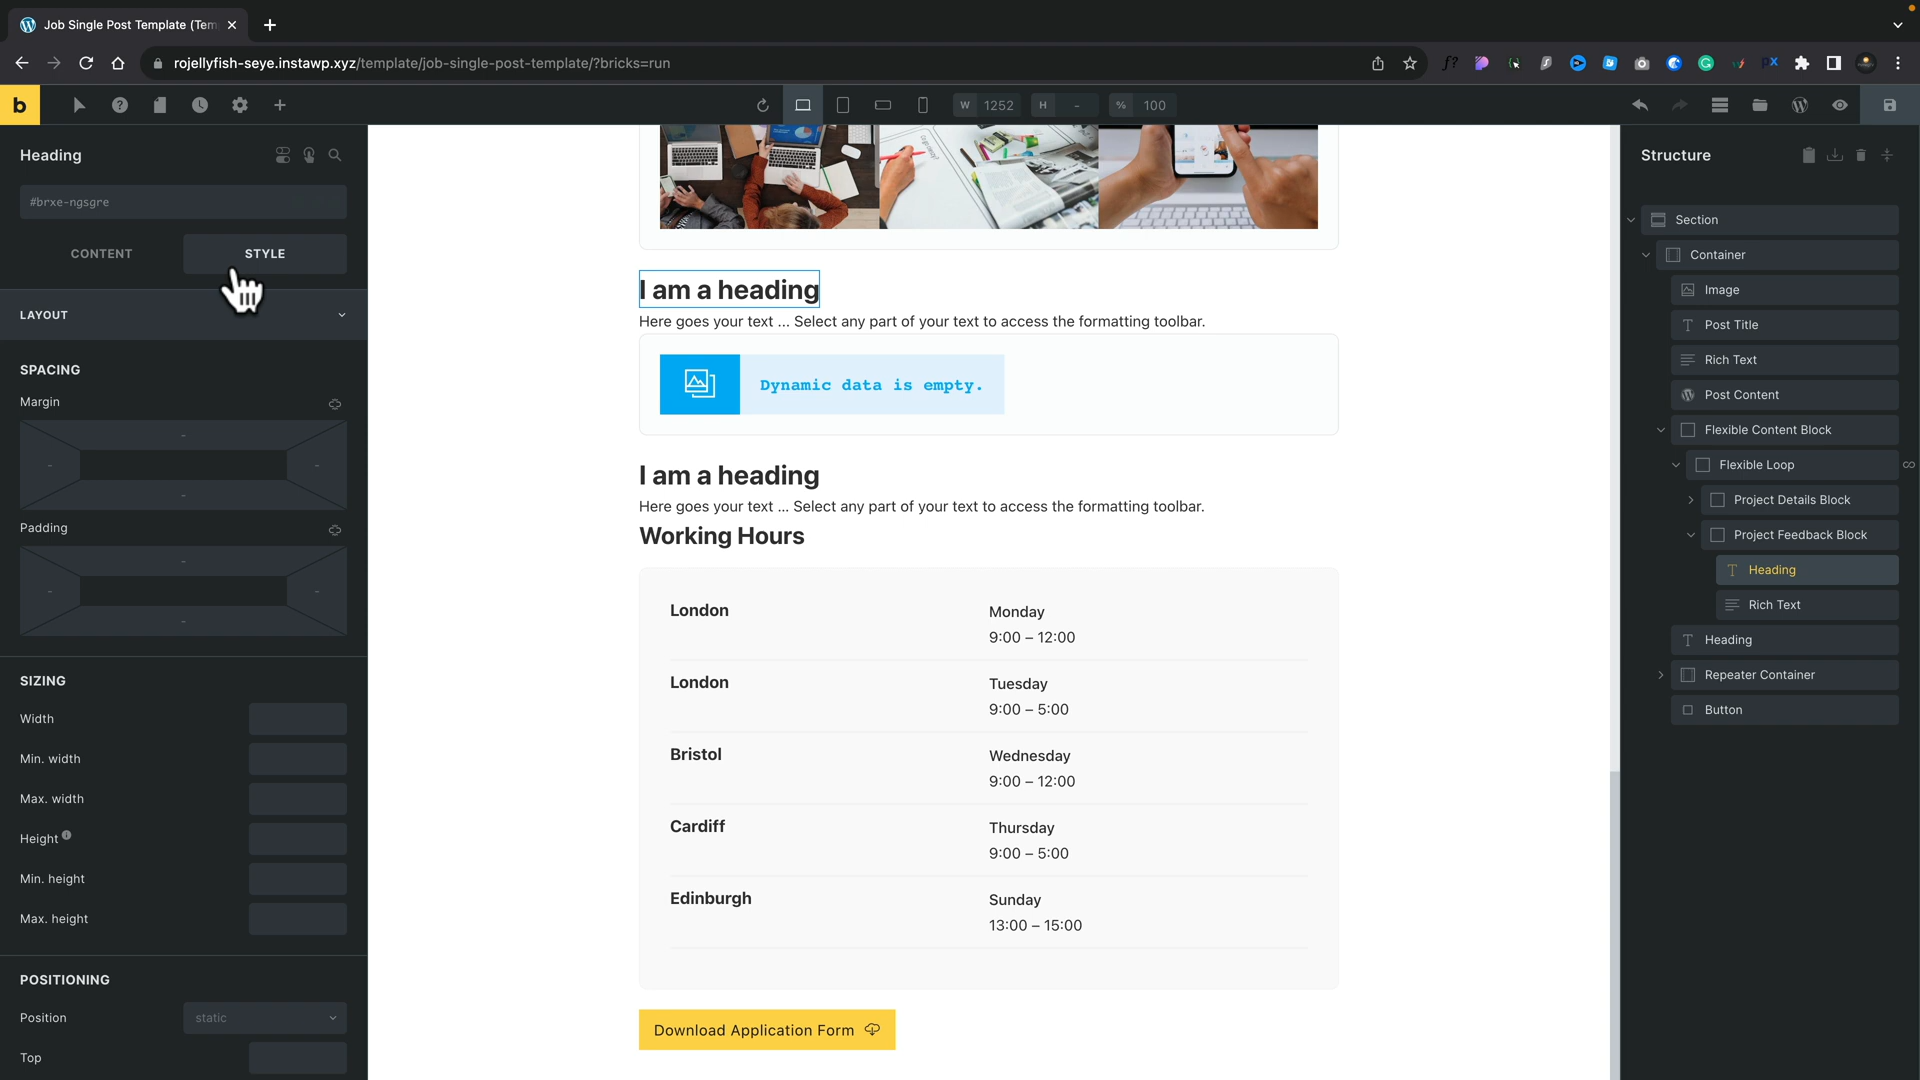 Job Single Post Template (Tem
rojellyfish-seye.instawp.xyz/template/job-single-post-template/?bricks=run
b
W 1252 H - % 100
Heading
#brxe-ngsgre
CONTENT STYLE
LAYOUT
SPACING
Margin
Padding
SIZING
Width
Min. width
Max. width
Height
Min. height
Max. height
POSITIONING
Position static
Top
I am a heading
Here goes your text ... Select any part of your text to access the formatting toolbar.
Dynamic data is empty.
I am a heading
Here goes your text ... Select any part of your text to access the formatting toolbar.
Working Hours
London Monday
9:00 – 12:00
London Tuesday
9:00 – 5:00
Bristol Wednesday
9:00 – 12:00
Cardiff Thursday
9:00 – 5:00
Edinburgh Sunday
13:00 – 15:00
Download Application Form
Structure
Section
Container
Image
Post Title
Rich Text
Post Content
Flexible Content Block
Flexible Loop
Project Details Block
Project Feedback Block
Heading
Rich Text
Heading
Repeater Container
Button